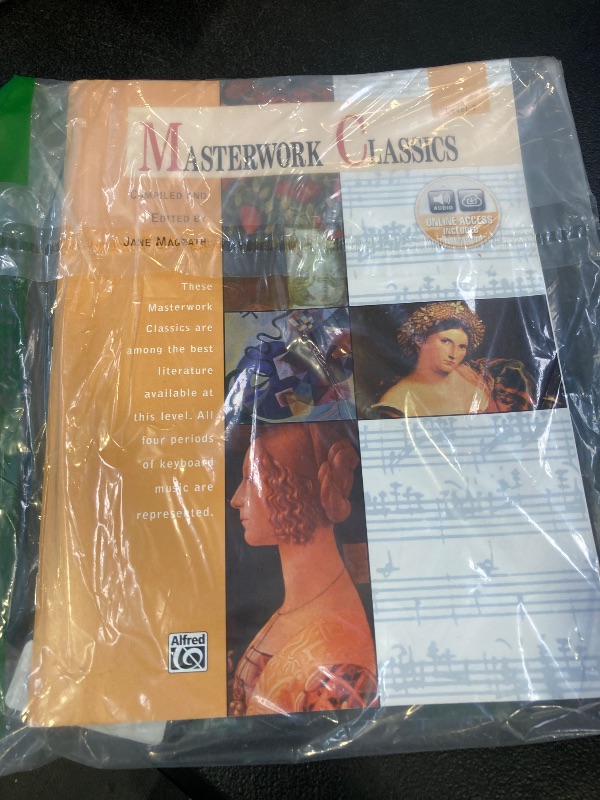 MASTERWORK CLASSICS
COMPILED AND
EDITED BY
JANE MAGRATH
AUDIO
ONLINE ACCESS
INCLUDED
These
Masterwork
Classics are
among the best
literature
available at
this level. All
four periods
of keyboard
music are
represented.
Alfred